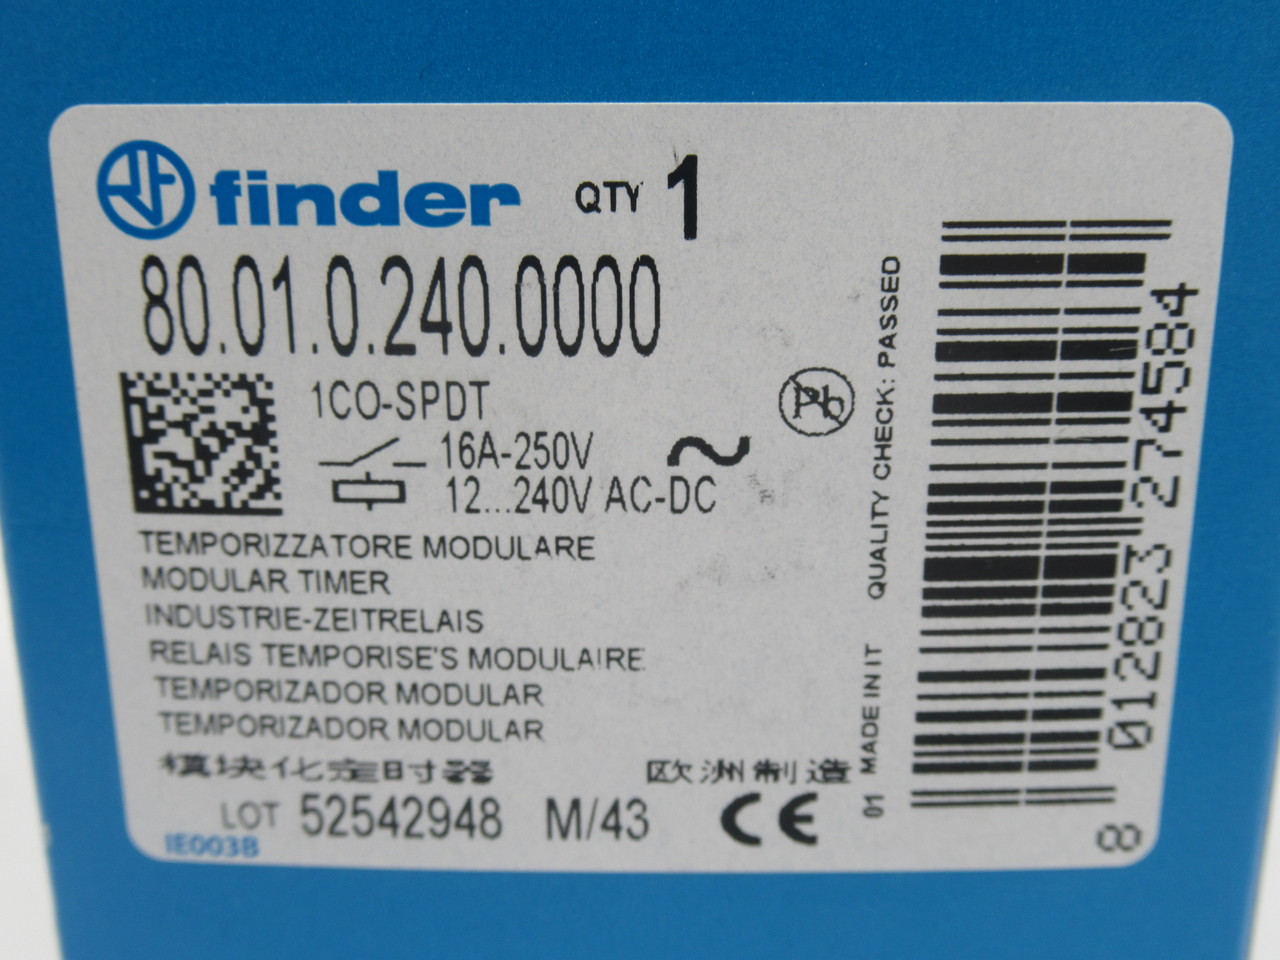 finder QTY 1
80.01.0.240.0000
1CO-SPDT
16A-250V ~
12...240V AC-DC
Pb
TEMPORIZZATORE MODULARE
MODULAR TIMER
INDUSTRIE-ZEITRELAIS
RELAIS TEMPORISE'S MODULAIRE
TEMPORIZADOR MODULAR
TEMPORIZADOR MODULAR
模块化定时器 欧洲制造
LOT 52542948 M/43 CE
IE003B
01 MADE IN IT QUALITY CHECK: PASSED
8 012823 274584